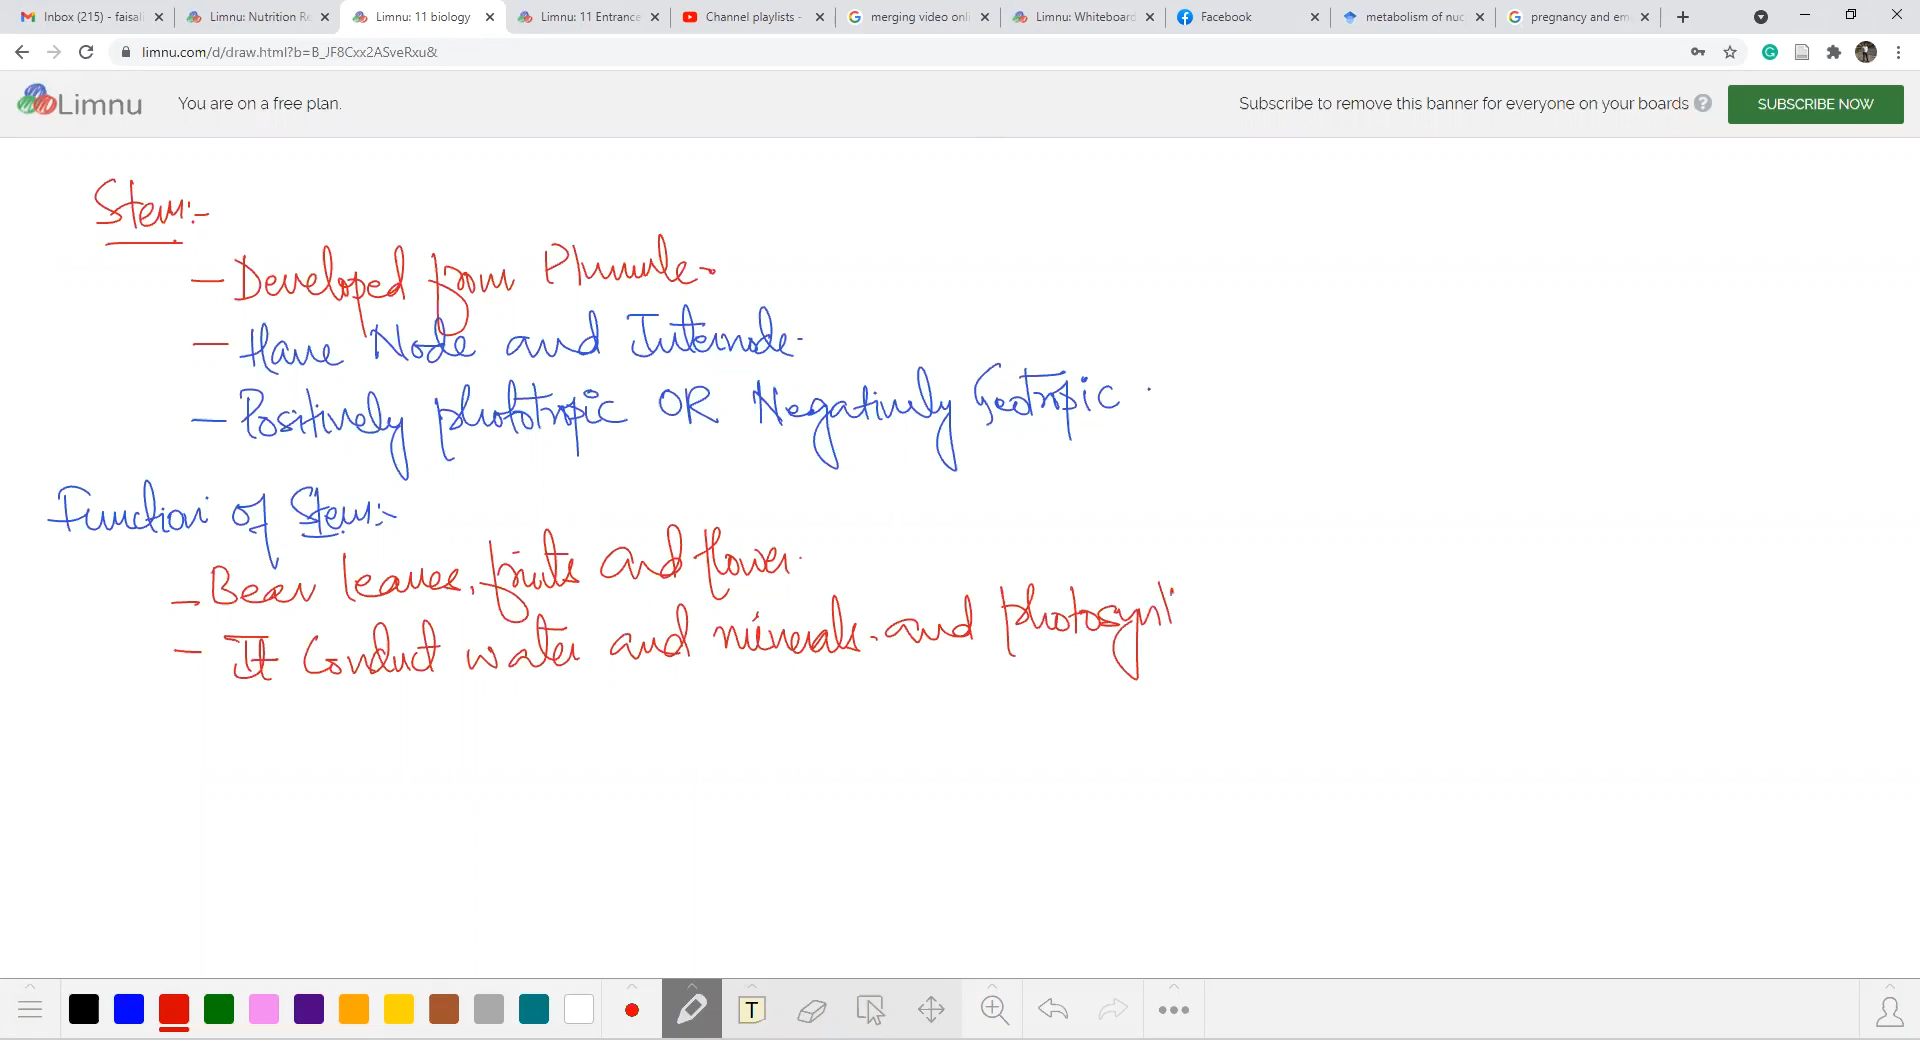 Inbox (215) - faisali
Limnu: Nutrition Re
Limnu: 11 biology
Limnu: 11 Entrance
Channel playlists -
merging video onli
Limnu: Whiteboard
Facebook
metabolism of nuc
pregnancy and em
limnu.com/d/draw.html?b=B_JF8Cxx2ASveRxu&
Limnu
You are on a free plan.
Subscribe to remove this banner for everyone on your boards ?
SUBSCRIBE NOW
Stem:-
- Developed from Plumule.
- Have Node and Internode.
- Positively phototropic OR Negatively Geotropic.
Function of Stem:-
- Bear leaves, fruits and flower.
- It Conduct water and minerals. and photosynt
T